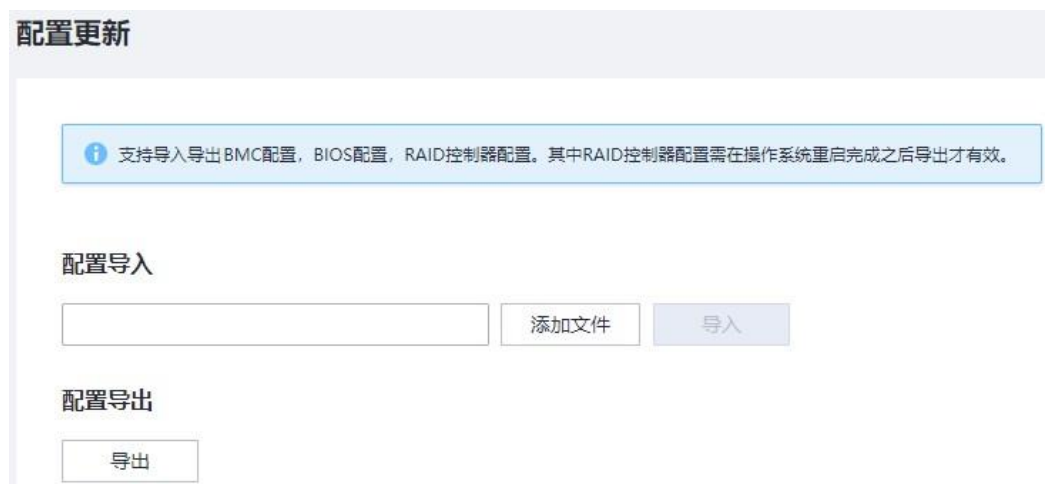 配置更新
支持导入导出BMC配置，BIOS配置，RAID控制器配置。其中RAID控制器配置需在操作系统重启完成之后导出才有效。
配置导入
添加文件
导入
配置导出
导出